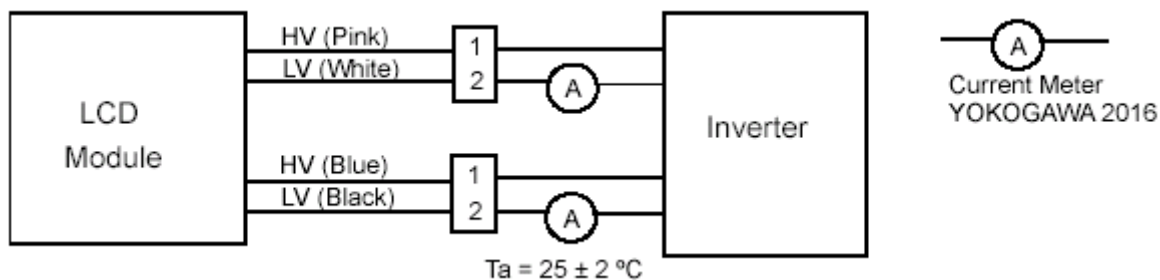 HV (Pink)
LV (White)
1
2
A
LCD
Module
HV (Blue)
LV (Black)
1
2
A
Inverter
A
Current Meter
YOKOGAWA 2016
Ta = 25 ± 2 ºC